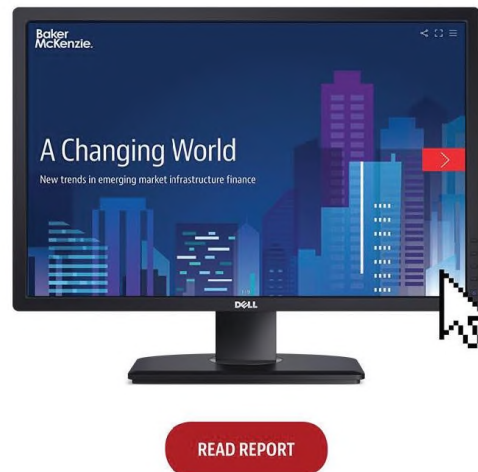 Baker
McKenzie.
A Changing World
New trends in emerging market infrastructure finance
DELL
READ REPORT